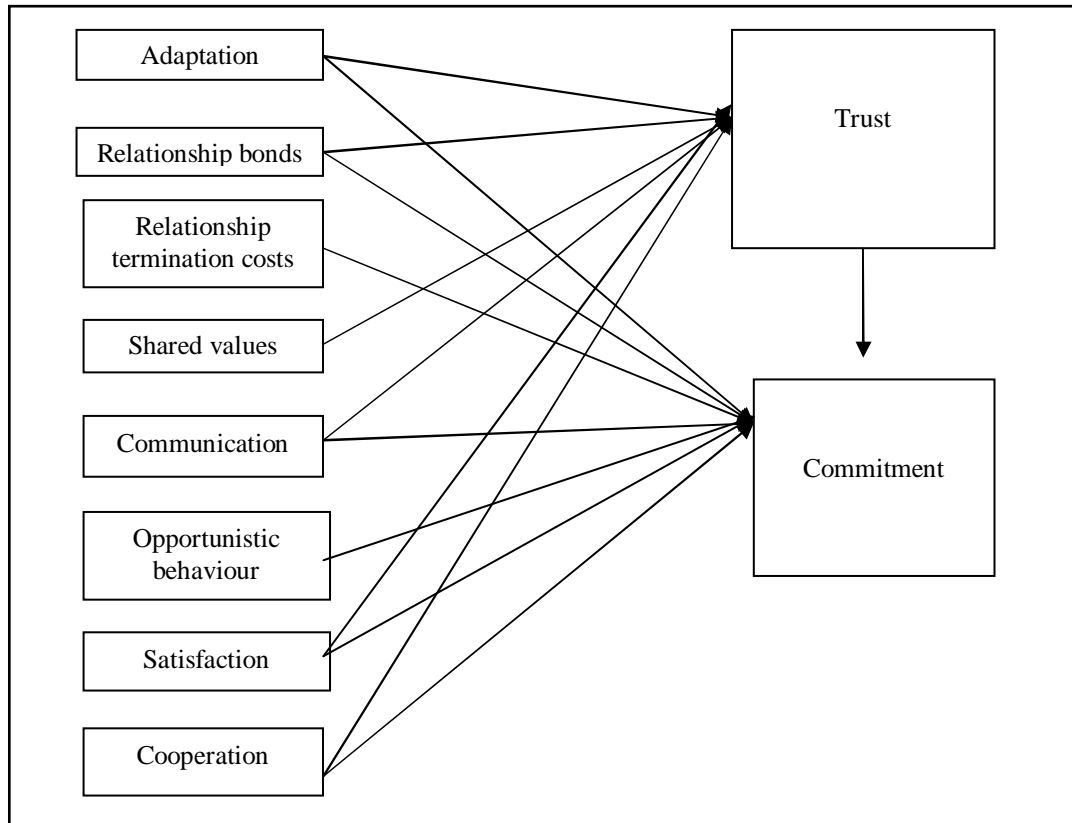 Adaptation
Trust
Relationship bonds
Relationship
termination costs
Shared values
Communication
Commitment
Opportunistic
behaviour
Satisfaction
Cooperation